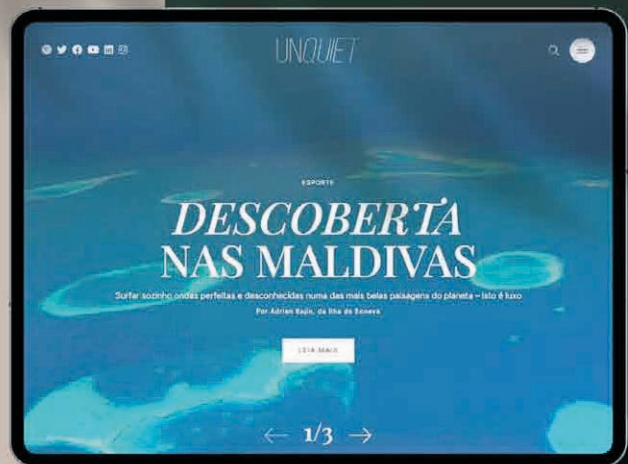 UNQUIET
ESPORTE
DESCOBERTA
NAS MALDIVAS
Surfar sozinho ondas perfeitas e desconhecidas numa das mais belas paisagens do planeta – isto é luxo
Por Adrian Kojin, da Ilha de Soneva
LEIA MAIS
← 1/3 →